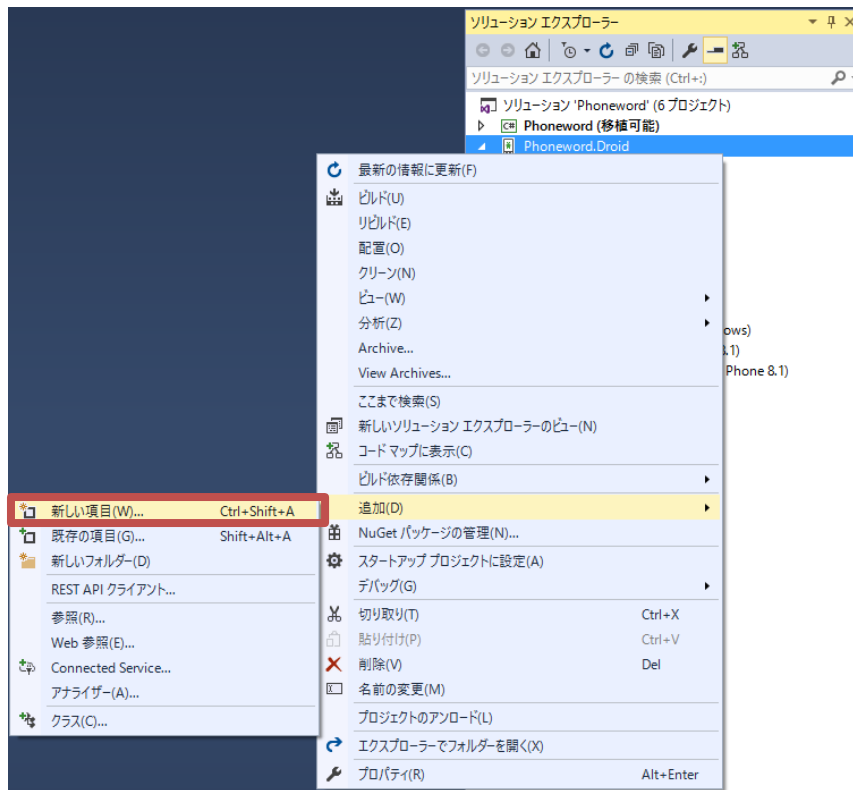 ソリューション エクスプローラー
ソリューション エクスプローラー の検索 (Ctrl+:)
ソリューション 'Phoneword' (6 プロジェクト)
C# Phoneword (移植可能)
Phoneword.Droid
ows)
8.1)
Phone 8.1)
最新の情報に更新(F)
ビルド(U)
リビルド(E)
配置(O)
クリーン(N)
ビュー(W)
分析(Z)
Archive...
View Archives...
ここまで検索(S)
新しいソリューション エクスプローラーのビュー(N)
コード マップに表示(C)
ビルド依存関係(B)
追加(D)
NuGet パッケージの管理(N)...
スタートアップ プロジェクトに設定(A)
デバッグ(G)
切り取り(T) Ctrl+X
貼り付け(P) Ctrl+V
削除(V) Del
名前の変更(M)
プロジェクトのアンロード(L)
エクスプローラーでフォルダーを開く(X)
プロパティ(R) Alt+Enter
新しい項目(W)... Ctrl+Shift+A
既存の項目(G)... Shift+Alt+A
新しいフォルダー(D)
REST API クライアント...
参照(R)...
Web 参照(E)...
Connected Service...
アナライザー(A)...
クラス(C)...